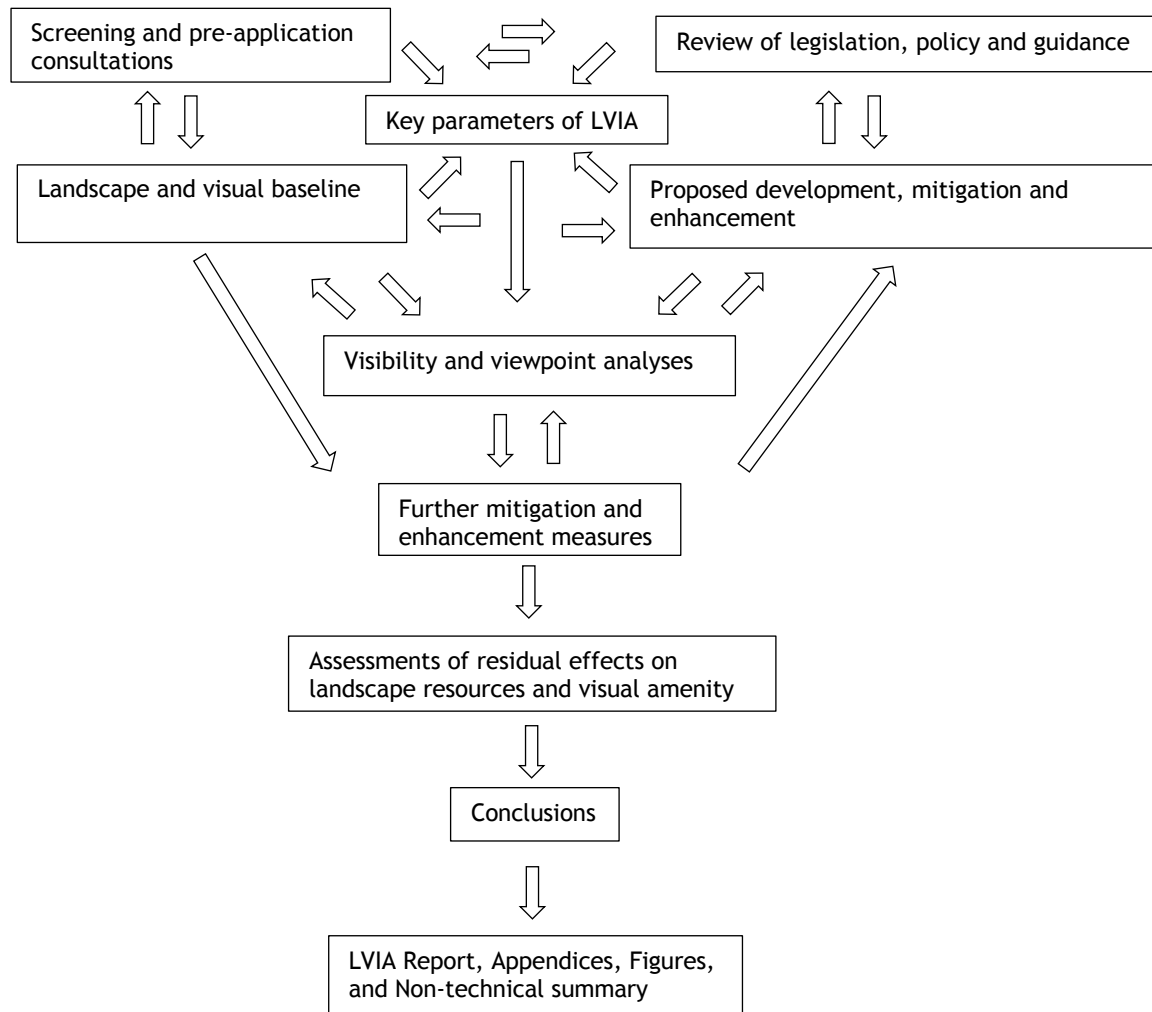 Screening and pre-application
consultations
Review of legislation, policy and guidance
Key parameters of LVIA
Landscape and visual baseline
Proposed development, mitigation and
enhancement
Visibility and viewpoint analyses
Further mitigation and
enhancement measures
Assessments of residual effects on
landscape resources and visual amenity
Conclusions
LVIA Report, Appendices, Figures,
and Non-technical summary